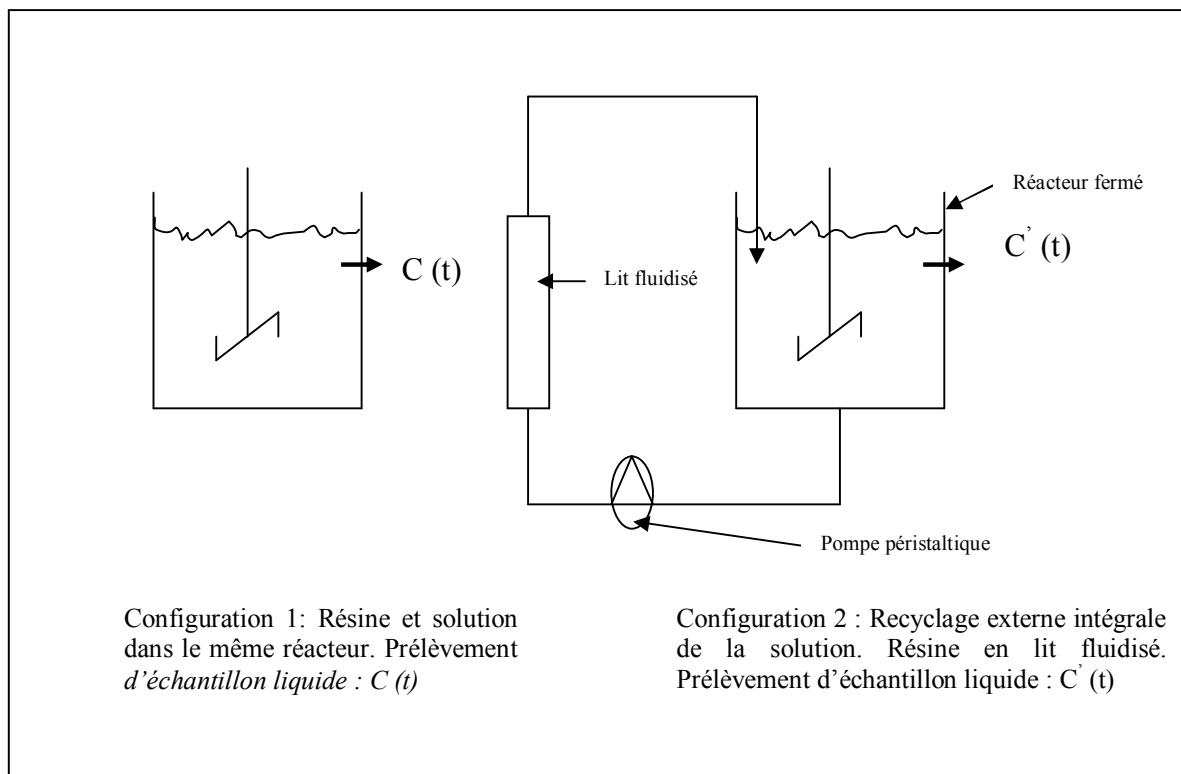 Réacteur fermé
C (t)
C’ (t)
Lit fluidisé
Pompe péristaltique
Configuration 1: Résine et solution
dans le même réacteur. Prélèvement
d’échantillon liquide : C (t)
Configuration 2 : Recyclage externe intégrale
de la solution. Résine en lit fluidisé.
Prélèvement d’échantillon liquide : C’ (t)